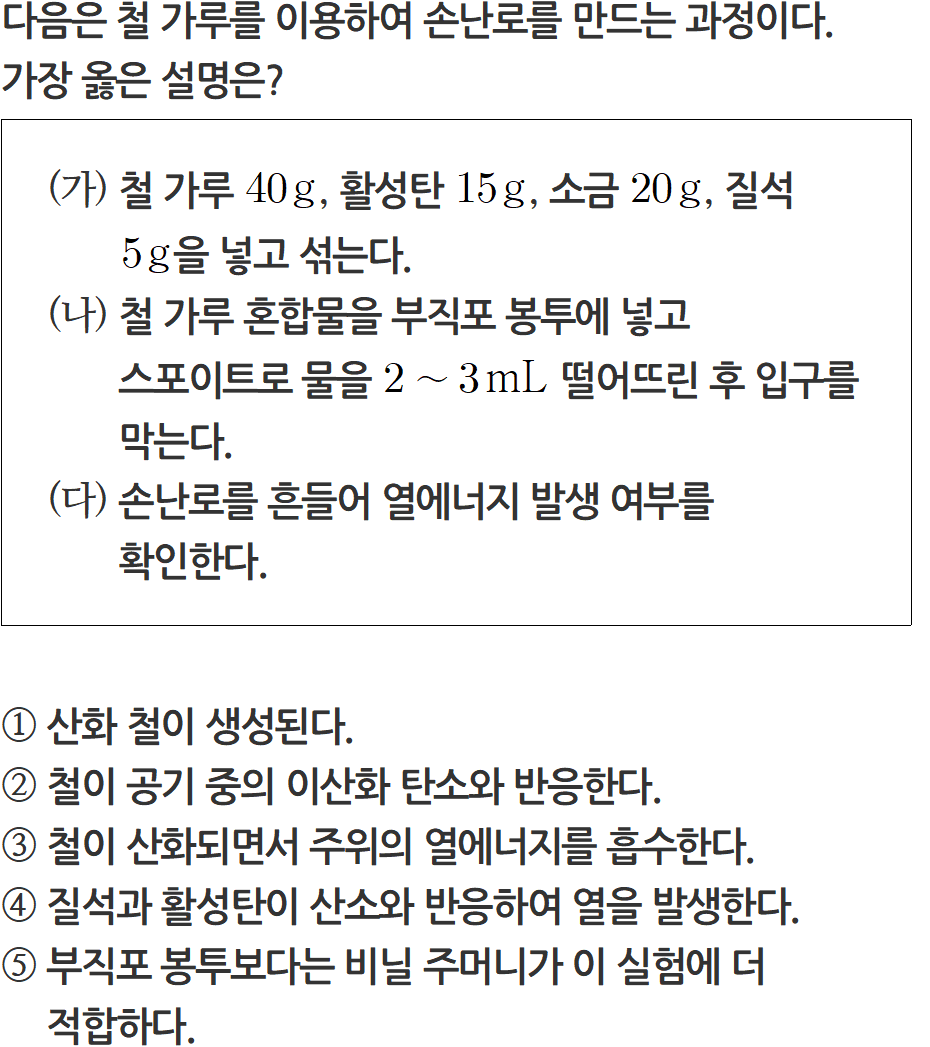 다음은 철 가루를 이용하여 손난로를 만드는 과정이다.
가장 옳은 설명은?
(가) 철 가루 40 g, 활성탄 15 g, 소금 20 g, 질석
5 g을 넣고 섞는다.
(나) 철 가루 혼합물을 부직포 봉투에 넣고
스포이트로 물을 2 ~ 3 mL 떨어뜨린 후 입구를
막는다.
(다) 손난로를 흔들어 열에너지 발생 여부를
확인한다.
① 산화 철이 생성된다.
② 철이 공기 중의 이산화 탄소와 반응한다.
③ 철이 산화되면서 주위의 열에너지를 흡수한다.
④ 질석과 활성탄이 산소와 반응하여 열을 발생한다.
⑤ 부직포 봉투보다는 비닐 주머니가 이 실험에 더
적합하다.